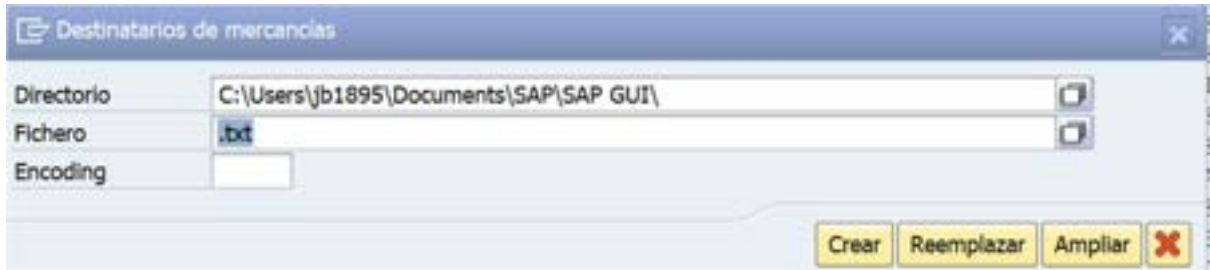 Destinatarios de mercancías
Directorio C:\Users\jb1895\Documents\SAP\SAP GUI\
Fichero .txt
Encoding
Crear Reemplazar Ampliar